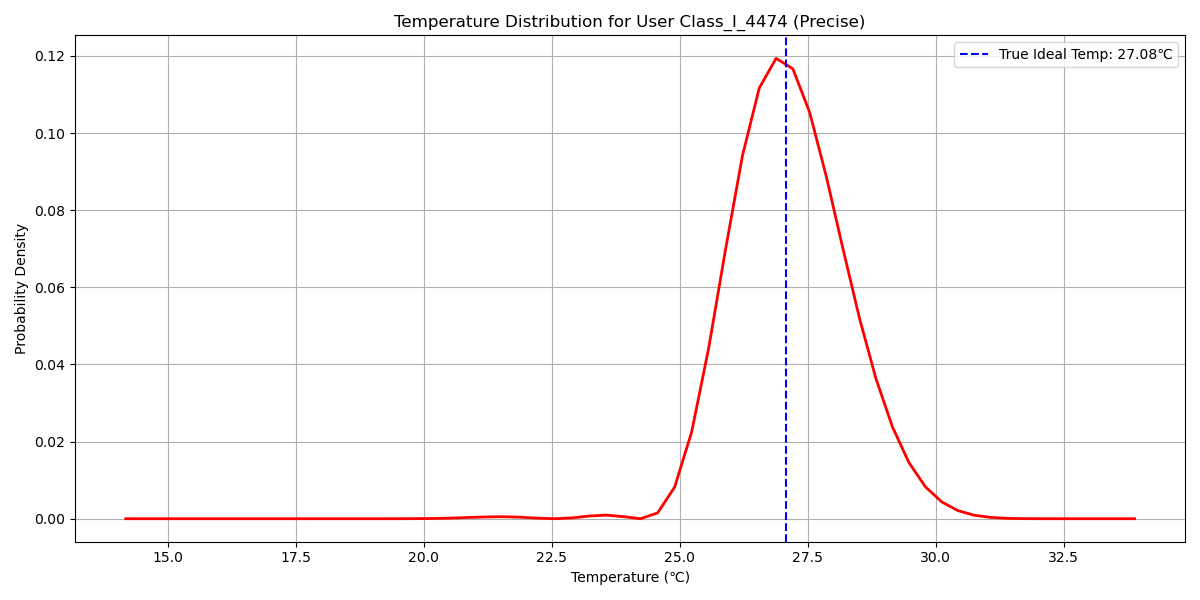 Temperature Distribution for User Class_I_4474 (Precise)
True Ideal Temp: 27.08℃
0.12
0.10
0.08
0.06
0.04
0.02
0.00
Probability Density
15.0 17.5 20.0 22.5 25.0 27.5 30.0 32.5
Temperature (℃)